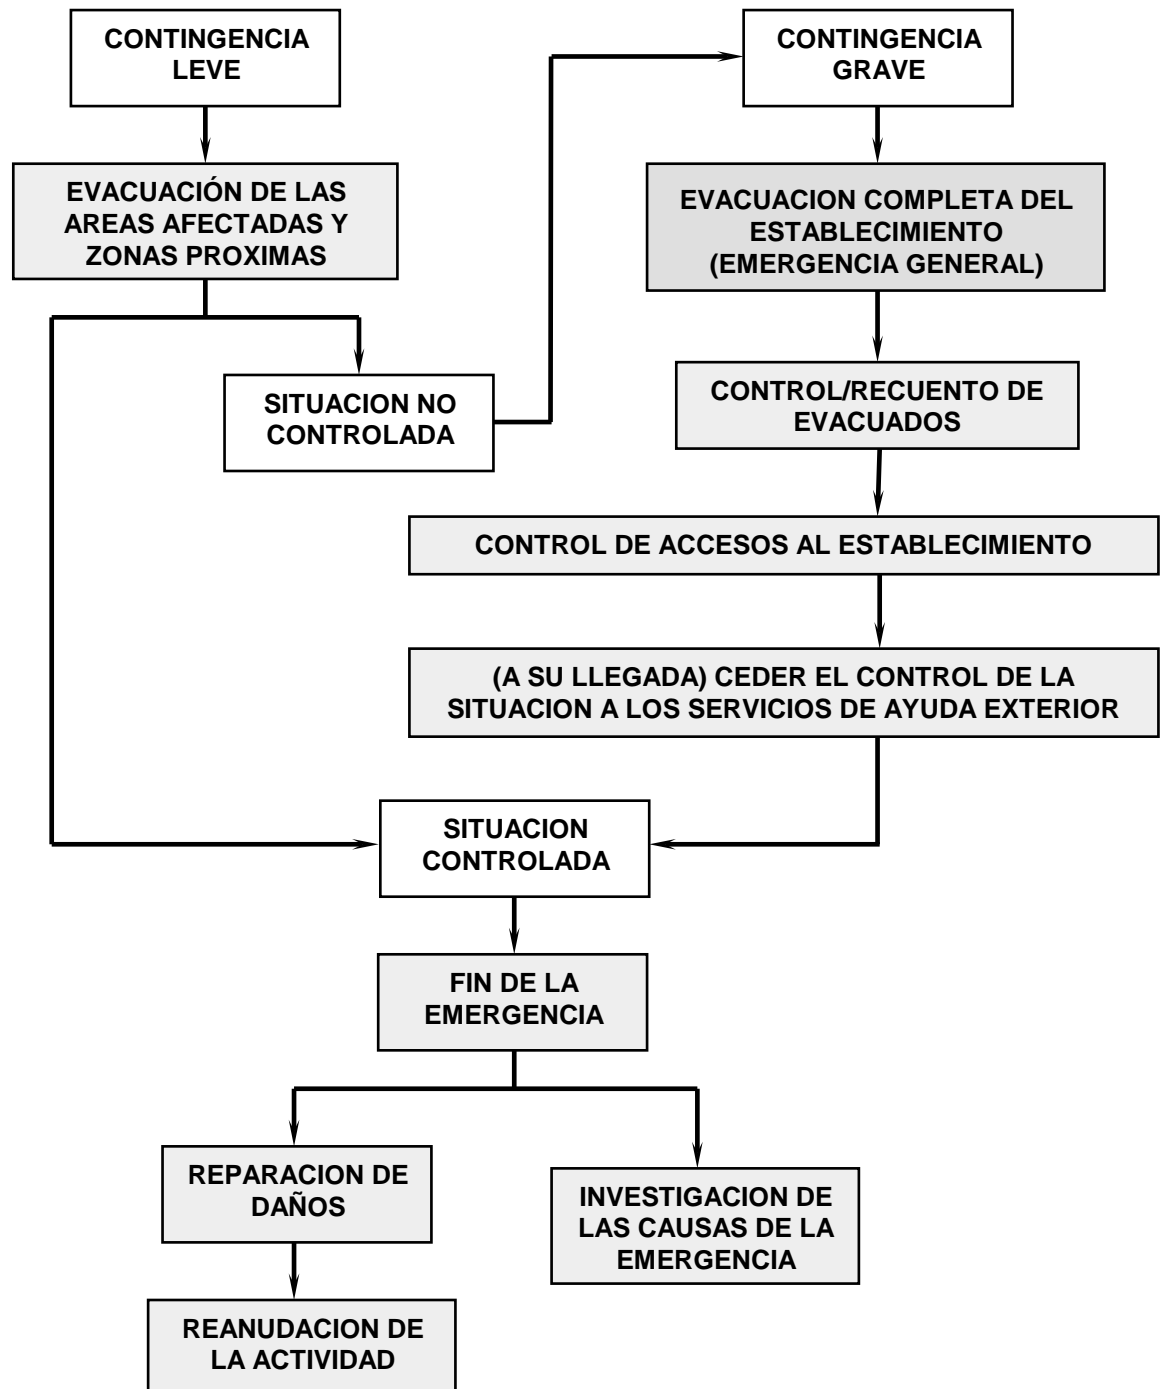 CONTINGENCIA
LEVE
CONTINGENCIA
GRAVE
EVACUACIÓN DE LAS
AREAS AFECTADAS Y
ZONAS PROXIMAS
EVACUACION COMPLETA DEL
ESTABLECIMIENTO
(EMERGENCIA GENERAL)
SITUACION NO
CONTROLADA
CONTROL/RECUENTO DE
EVACUADOS
CONTROL DE ACCESOS AL ESTABLECIMIENTO
(A SU LLEGADA) CEDER EL CONTROL DE LA
SITUACION A LOS SERVICIOS DE AYUDA EXTERIOR
SITUACION
CONTROLADA
FIN DE LA
EMERGENCIA
REPARACION DE
DAÑOS
INVESTIGACION DE
LAS CAUSAS DE LA
EMERGENCIA
REANUDACION DE
LA ACTIVIDAD